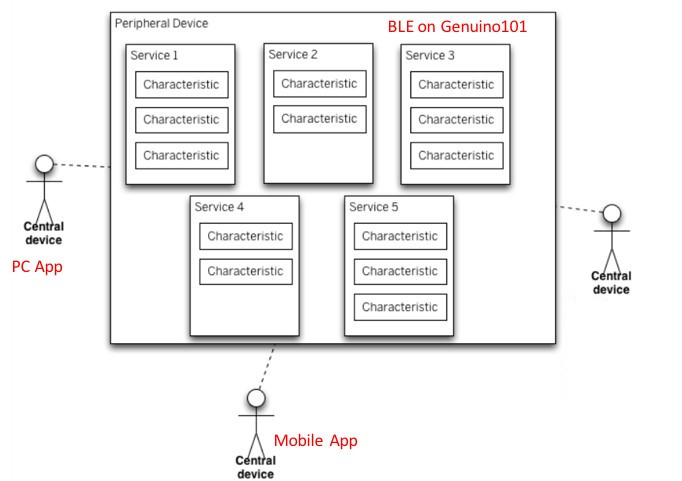 Peripheral Device
BLE on Genuino101
Service 1
Characteristic
Characteristic
Characteristic
Service 2
Characteristic
Characteristic
Service 3
Characteristic
Characteristic
Characteristic
Service 4
Characteristic
Characteristic
Service 5
Characteristic
Characteristic
Characteristic
Central
device
PC App
Central
device
Mobile App
Central
device